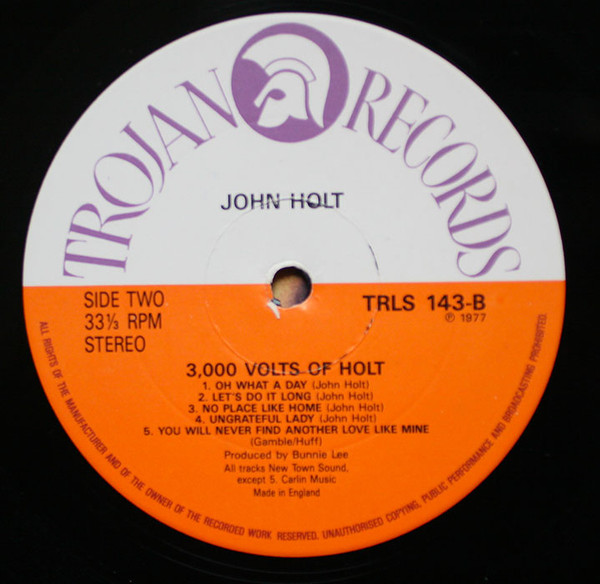 TROJAN RECORDS
JOHN HOLT
SIDE TWO
33⅓ RPM
STEREO
TRLS 143-B
℗ 1977
3,000 VOLTS OF HOLT
1. OH WHAT A DAY (John Holt)
2. LET'S DO IT LONG (John Holt)
3. NO PLACE LIKE HOME (John Holt)
4. UNGRATEFUL LADY (John Holt)
5. YOU WILL NEVER FIND ANOTHER LOVE LIKE MINE
(Gamble/Huff)
Produced by Bunnie Lee
All tracks New Town Sound,
except 5. Carlin Music
Made in England
ALL RIGHTS OF THE MANUFACTURER AND OF THE OWNER OF THE RECORDED WORK RESERVED. UNAUTHORISED COPYING, PUBLIC PERFORMANCE AND BROADCASTING PROHIBITED.